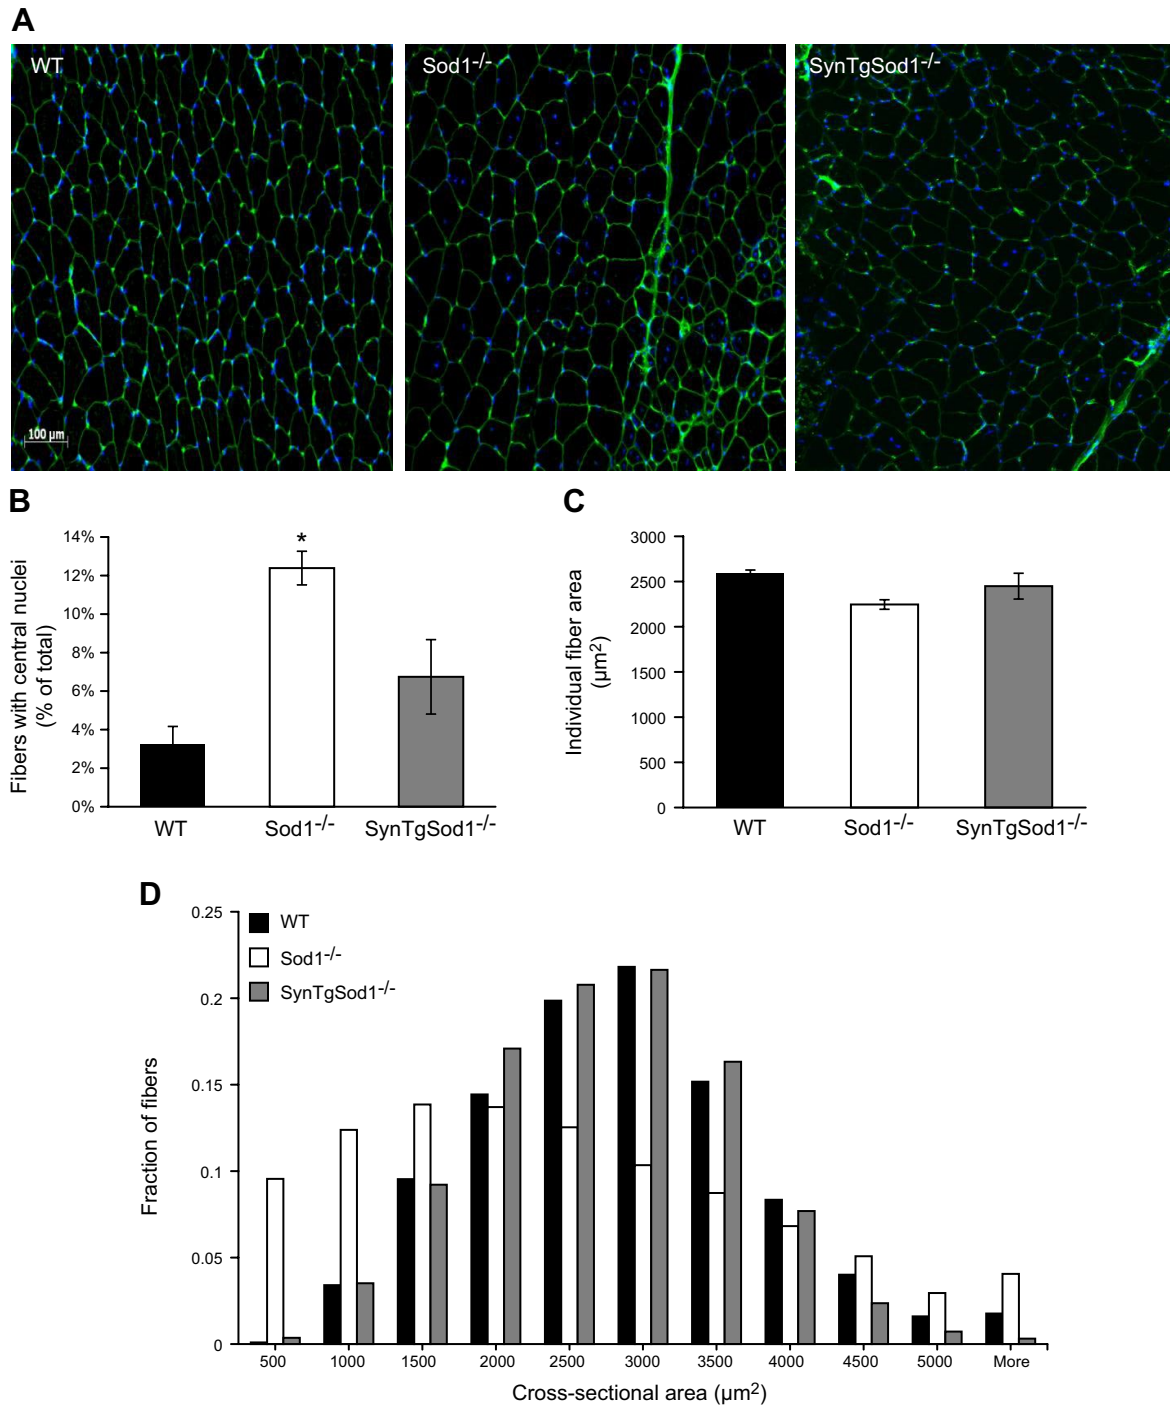 A
WT
Sod1-/-
SynTgSod1-/-
100 µm
B
Fibers with central nuclei
(% of total)
14%
12%
10%
8%
6%
4%
2%
0%
*
WT
Sod1-/-
SynTgSod1-/-
C
Individual fiber area
(µm2)
3000
2500
2000
1500
1000
500
0
WT
Sod1-/-
SynTgSod1-/-
D
Fraction of fibers
0.25
0.2
0.15
0.1
0.05
0
WT
Sod1-/-
SynTgSod1-/-
500 1000 1500 2000 2500 3000 3500 4000 4500 5000 More
Cross-sectional area (µm2)